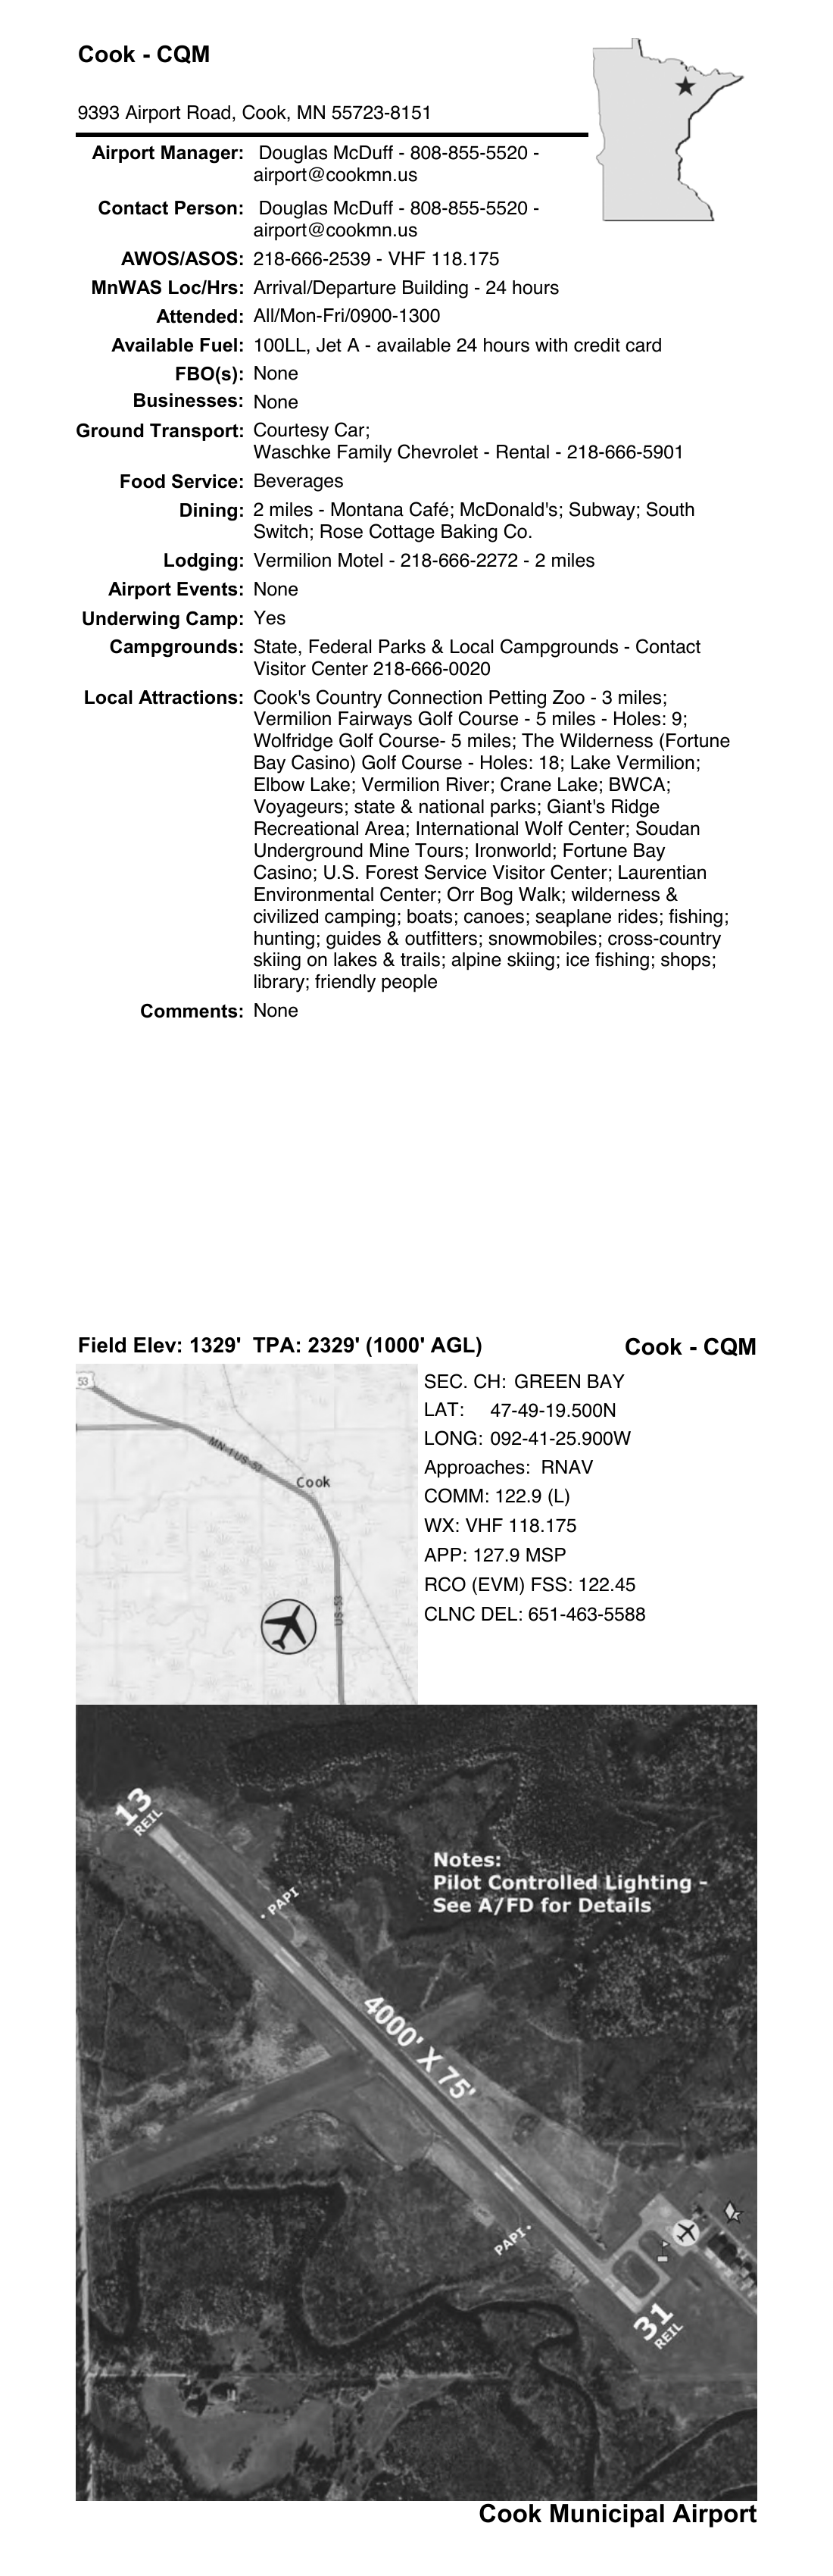 Cook - CQM
9393 Airport Road, Cook, MN 55723-8151
Airport Manager: Douglas McDuff - 808-855-5520 -
airport@cookmn.us
Contact Person: Douglas McDuff - 808-855-5520 -
airport@cookmn.us
AWOS/ASOS: 218-666-2539 - VHF 118.175
MnWAS Loc/Hrs: Arrival/Departure Building - 24 hours
Attended: All/Mon-Fri/0900-1300
Available Fuel: 100LL, Jet A - available 24 hours with credit card
FBO(s): None
Businesses: None
Ground Transport: Courtesy Car;
Waschke Family Chevrolet - Rental - 218-666-5901
Food Service: Beverages
Dining: 2 miles - Montana Café; McDonald's; Subway; South
Switch; Rose Cottage Baking Co.
Lodging: Vermilion Motel - 218-666-2272 - 2 miles
Airport Events: None
Underwing Camp: Yes
Campgrounds: State, Federal Parks & Local Campgrounds - Contact
Visitor Center 218-666-0020
Local Attractions: Cook's Country Connection Petting Zoo - 3 miles;
Vermilion Fairways Golf Course - 5 miles - Holes: 9;
Wolfridge Golf Course- 5 miles; The Wilderness (Fortune
Bay Casino) Golf Course - Holes: 18; Lake Vermilion;
Elbow Lake; Vermilion River; Crane Lake; BWCA;
Voyageurs; state & national parks; Giant's Ridge
Recreational Area; International Wolf Center; Soudan
Underground Mine Tours; Ironworld; Fortune Bay
Casino; U.S. Forest Service Visitor Center; Laurentian
Environmental Center; Orr Bog Walk; wilderness &
civilized camping; boats; canoes; seaplane rides; fishing;
hunting; guides & outfitters; snowmobiles; cross-country
skiing on lakes & trails; alpine skiing; ice fishing; shops;
library; friendly people
Comments: None
Field Elev: 1329' TPA: 2329' (1000' AGL)
Cook - CQM
53
MN-1 US-53
Cook
US-53
SEC. CH: GREEN BAY
LAT: 47-49-19.500N
LONG: 092-41-25.900W
Approaches: RNAV
COMM: 122.9 (L)
WX: VHF 118.175
APP: 127.9 MSP
RCO (EVM) FSS: 122.45
CLNC DEL: 651-463-5588
13
REIL
PAPI
Notes:
Pilot Controlled Lighting -
See A/FD for Details
4000' X 75'
PAPI
31
REIL
Cook Municipal Airport